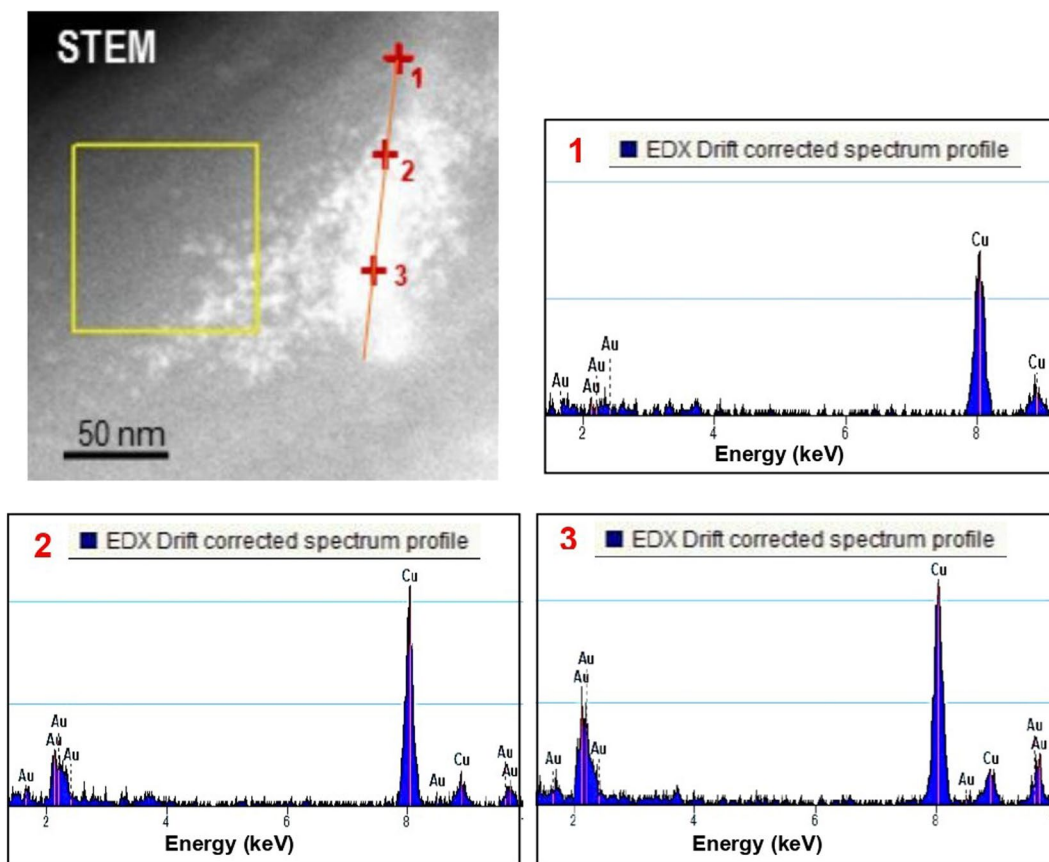 STEM
1
2
3
50 nm
1 EDX Drift corrected spectrum profile
Cu
Au
Au
Au
Au
Cu
2 4 6 8
Energy (keV)
2 EDX Drift corrected spectrum profile
Cu
Au
Au
Au
Au
Au
Cu
Au
Au
2 4 6 8
Energy (keV)
3 EDX Drift corrected spectrum profile
Cu
Au
Au
Au
Au
Au
Cu
Au
Au
2 4 6 8
Energy (keV)